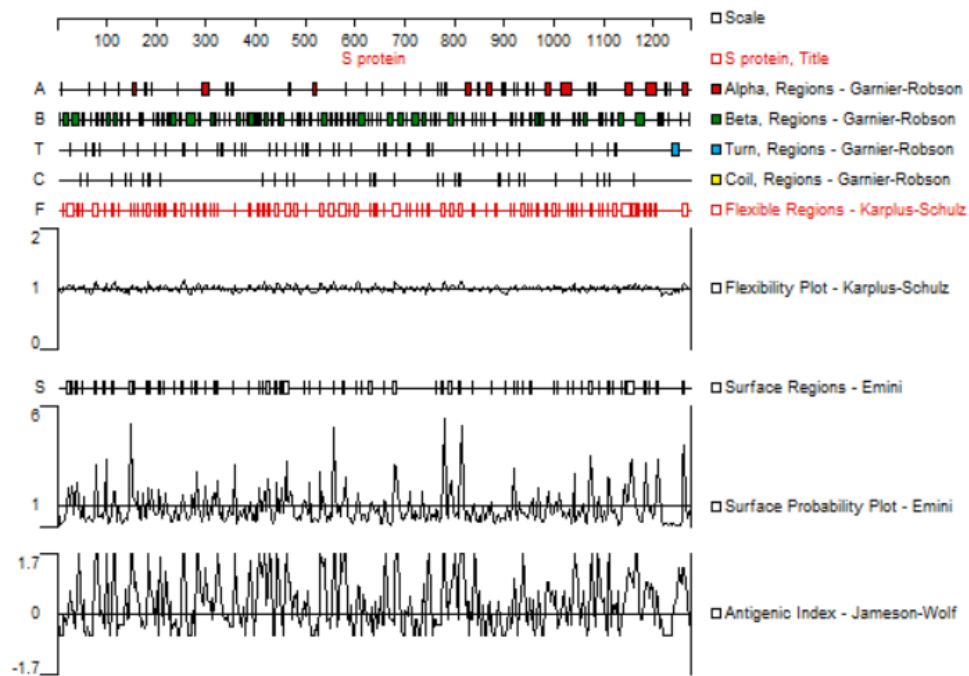 Scale
100 200 300 400 500 600 700 800 900 1000 1100 1200
S protein
S protein, Title
A Alpha, Regions - Garnier-Robson
B Beta, Regions - Garnier-Robson
T Turn, Regions - Garnier-Robson
C Coil, Regions - Garnier-Robson
F Flexible Regions - Karplus-Schulz
2
1 Flexibility Plot - Karplus-Schulz
0
S Surface Regions - Emini
6
1 Surface Probability Plot - Emini
1.7
0 Antigenic Index - Jameson-Wolf
-1.7